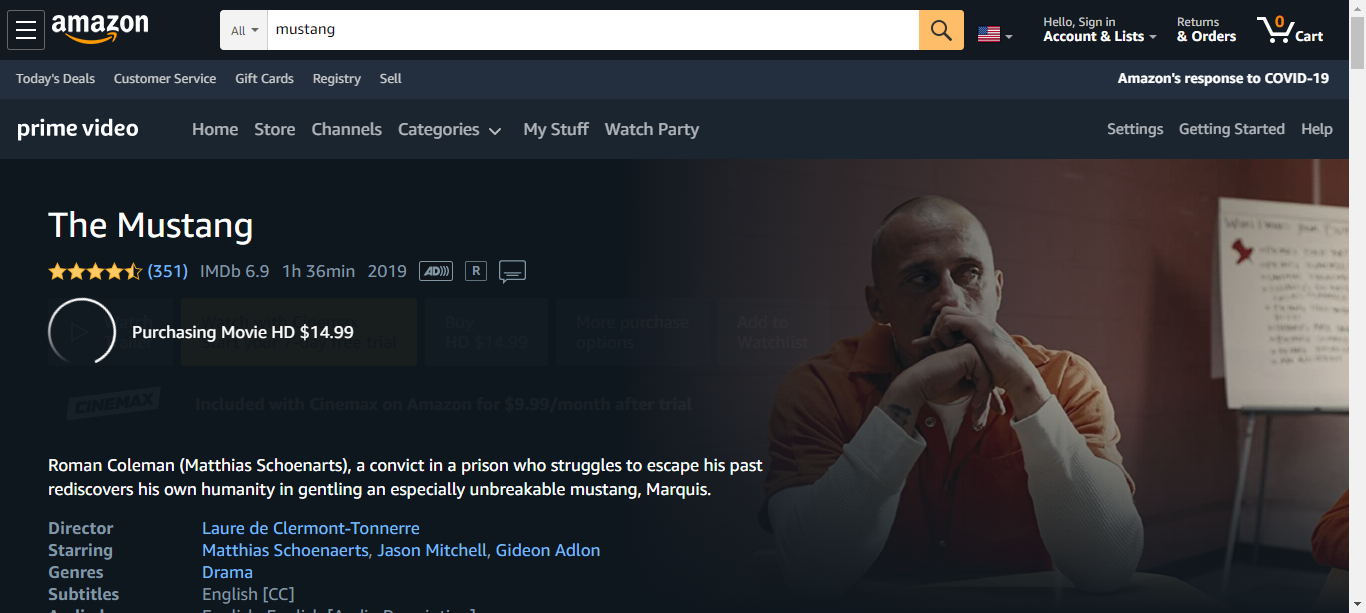 amazon
All
mustang
Hello, Sign in
Account & Lists
Returns
& Orders
0
Cart
Today's Deals
Customer Service
Gift Cards
Registry
Sell
Amazon's response to COVID-19
prime video
Home
Store
Channels
Categories
My Stuff
Watch Party
Settings
Getting Started
Help
The Mustang
(351)
IMDb 6.9
1h 36min
2019
AD)))
R
Purchasing Movie HD $14.99
Buy
HD $14.99
More purchase
options
Add to
Watchlist
CINEMAX
Included with Cinemax on Amazon for $9.99/month after trial
Roman Coleman (Matthias Schoenarts), a convict in a prison who struggles to escape his past
rediscovers his own humanity in gentling an especially unbreakable mustang, Marquis.
Director
Laure de Clermont-Tonnerre
Starring
Matthias Schoenaerts, Jason Mitchell, Gideon Adlon
Genres
Drama
Subtitles
English [CC]